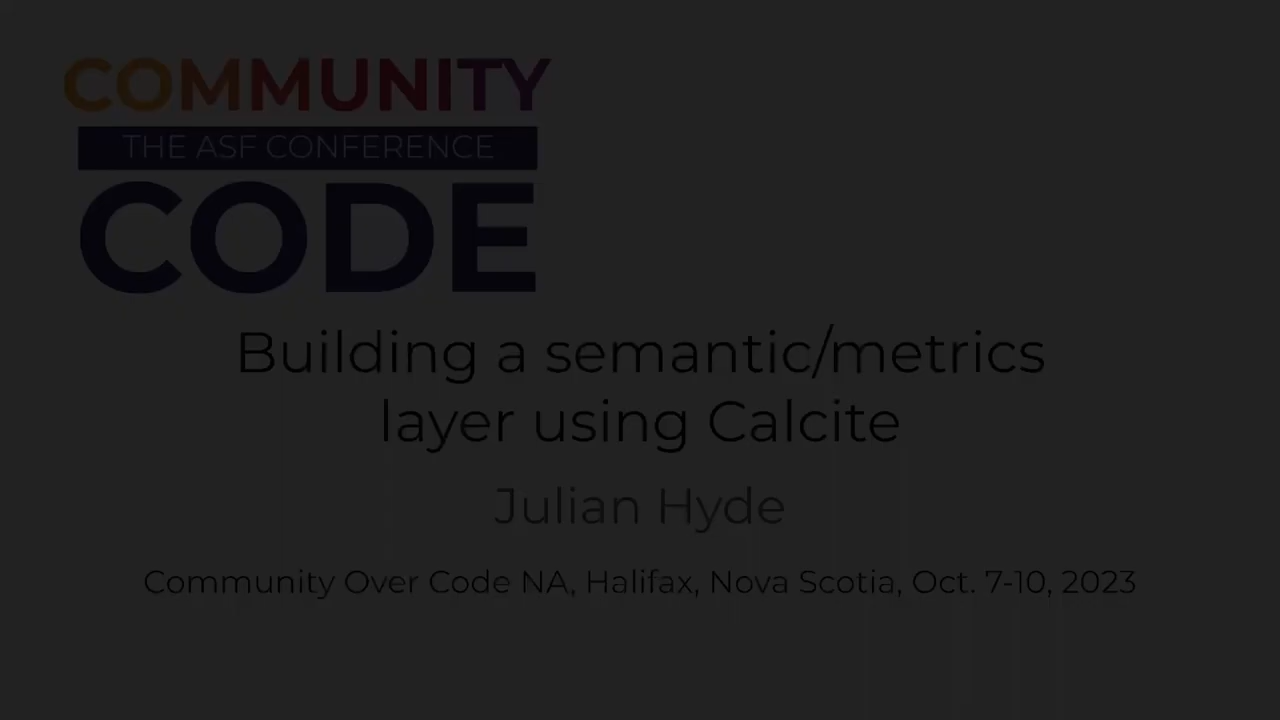 COMMUNITY
THE ASF CONFERENCE
CODE
Building a semantic/metrics
layer using Calcite
Julian Hyde
Community Over Code NA, Halifax, Nova Scotia, Oct. 7-10, 2023